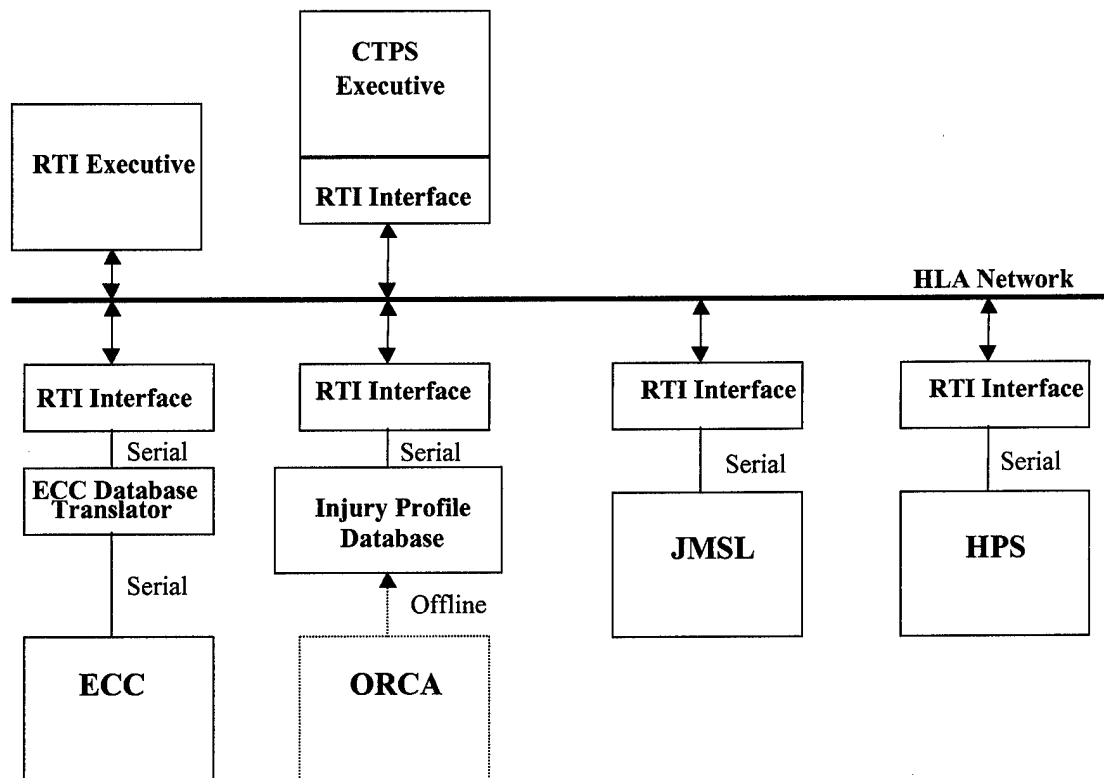 CTPS
Executive
RTI Executive
RTI Interface
HLA Network
RTI Interface
RTI Interface
RTI Interface
RTI Interface
Serial
Serial
Serial
Serial
ECC Database
Translator
Injury Profile
Database
JMSL
HPS
Serial
Offline
ECC
ORCA